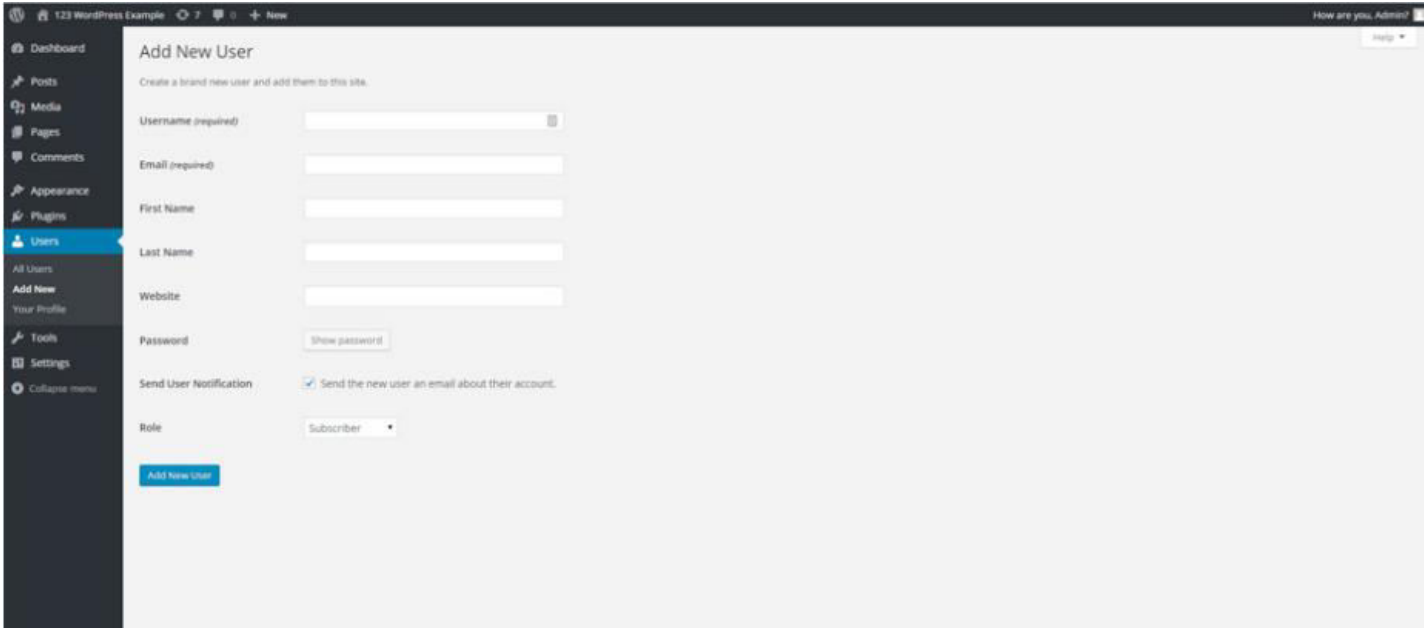 123 WordPress Example 7 0 + New How are you, Admin?
Help
Dashboard
Posts
Media
Pages
Comments
Appearance
Plugins
Users
All Users
Add New
Your Profile
Tools
Settings
Collapse menu
Add New User
Create a brand new user and add them to this site.
Username (required)
Email (required)
First Name
Last Name
Website
Password Show password
Send User Notification Send the new user an email about their account.
Role Subscriber
Add New User